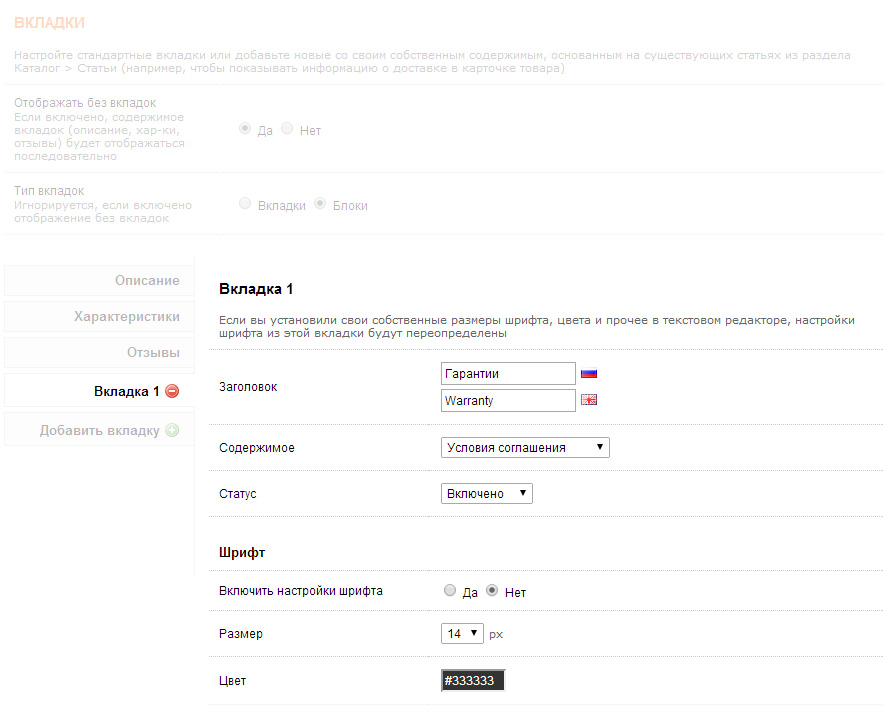 ВКЛАДКИ
Настройте стандартные вкладки или добавьте новые со своим собственным содержимым, основанным на существующих статьях из раздела
Каталог > Статьи (например, чтобы показывать информацию о доставке в карточке товара)
Отображать без вкладок
Если включено, содержимое
вкладок (описание, хар-ки,
отзывы) будет отображаться
последовательно
Да Нет
Тип вкладок
Игнорируется, если включено
отображение без вкладок
Вкладки Блоки
Описание
Характеристики
Отзывы
Вкладка 1
Добавить вкладку
Вкладка 1
Если вы установили свои собственные размеры шрифта, цвета и прочее в текстовом редакторе, настройки
шрифта из этой вкладки будут переопределены
Заголовок
Гарантии
Warranty
Содержимое
Условия соглашения
Статус
Включено
Шрифт
Включить настройки шрифта
Да Нет
Размер
14 px
Цвет
#333333